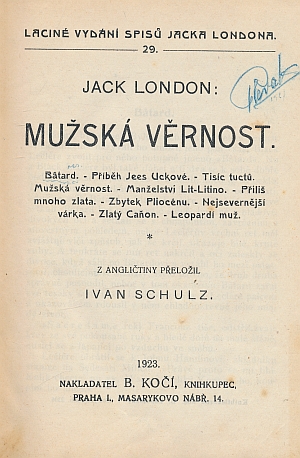 LACINÉ VYDÁNÍ SPISŮ JACKA LONDONA.
29.
JACK LONDON:
MUŽSKÁ VĚRNOST.
Bâtard. - Příběh Jees Uckové. - Tisíc tuctů.
Mužská věrnost. - Manželství Lit-Litino. - Příliš
mnoho zlata. - Zbytek Pliocénu. - Nejsevernější
várka. - Zlatý Caňon. - Leopardí muž.
*
Z ANGLIČTINY PŘELOŽIL
IVAN SCHULZ.
1923.
NAKLADATEL B. KOČÍ, KNIHKUPEC,
PRAHA I., MASARYKOVO NÁBŘ. 14.